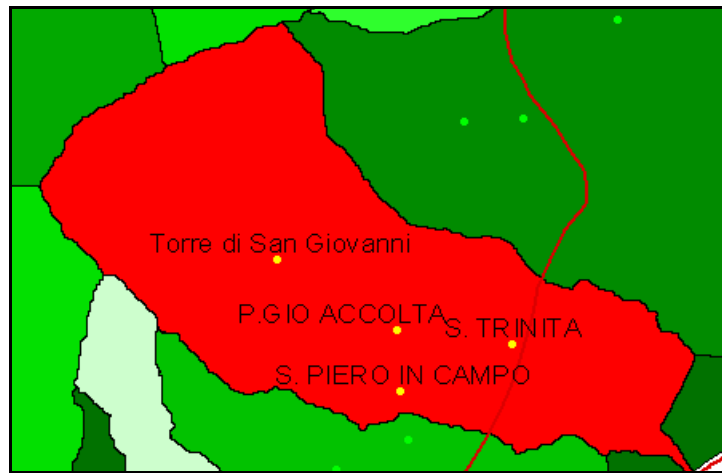 Torre di San Giovanni
P.GIO ACCOLTA
S. TRINITA
S. PIERO IN CAMPO